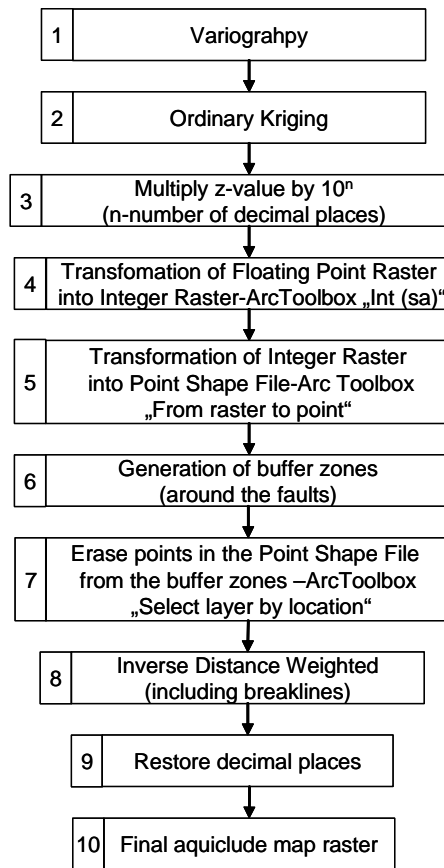 1 Variograhpy
2 Ordinary Kriging
3 Multiply z-value by 10ⁿ
(n-number of decimal places)
4 Transfomation of Floating Point Raster
into Integer Raster-ArcToolbox „Int (sa)“
Transformation of Integer Raster
5 into Point Shape File-Arc Toolbox
„From raster to point“
6 Generation of buffer zones
(around the faults)
Erase points in the Point Shape File
7 from the buffer zones –ArcToolbox
„Select layer by location“
8 Inverse Distance Weighted
(including breaklines)
9 Restore decimal places
10 Final aquiclude map raster